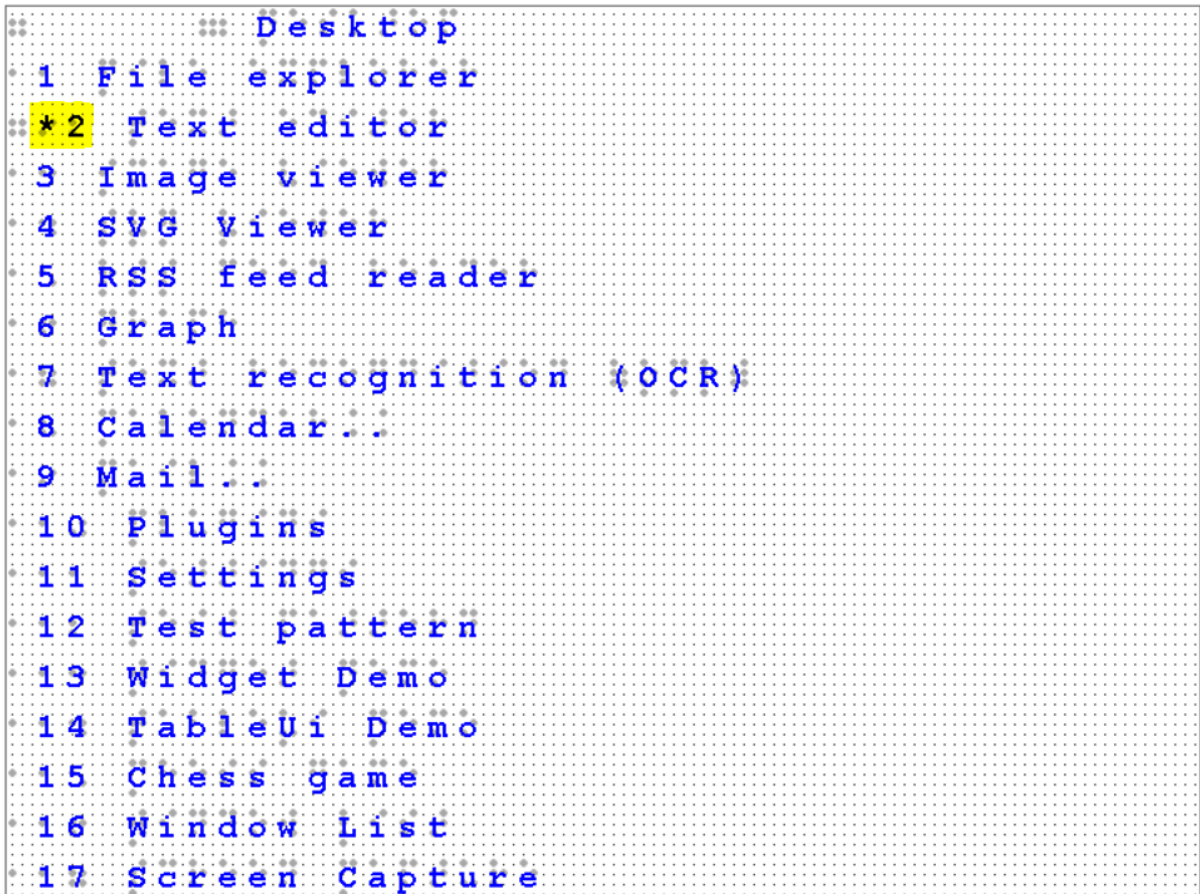 Desktop
1 File explorer
*2 Text editor
3 Image viewer
4 SVG Viewer
5 RSS feed reader
6 Graph
7 Text recognition (OCR)
8 Calendar..
9 Mail..
10 Plugins
11 Settings
12 Test pattern
13 Widget Demo
14 TableUi Demo
15 Chess game
16 Window List
17 Screen Capture